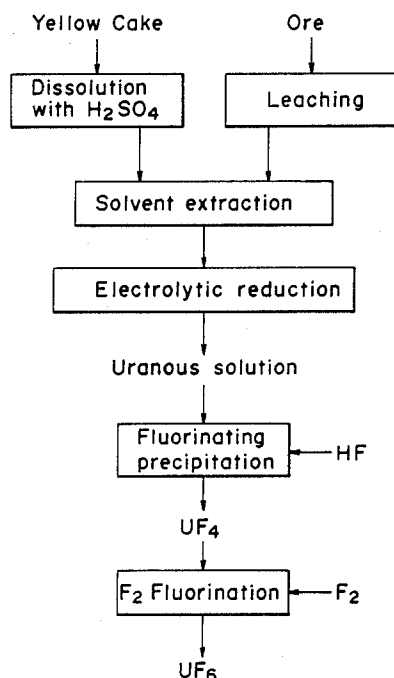 Yellow Cake
Ore
Dissolution
with H₂SO₄
Leaching
Solvent extraction
Electrolytic reduction
Uranous solution
Fluorinating
precipitation
HF
UF₄
F₂ Fluorination
F₂
UF₆